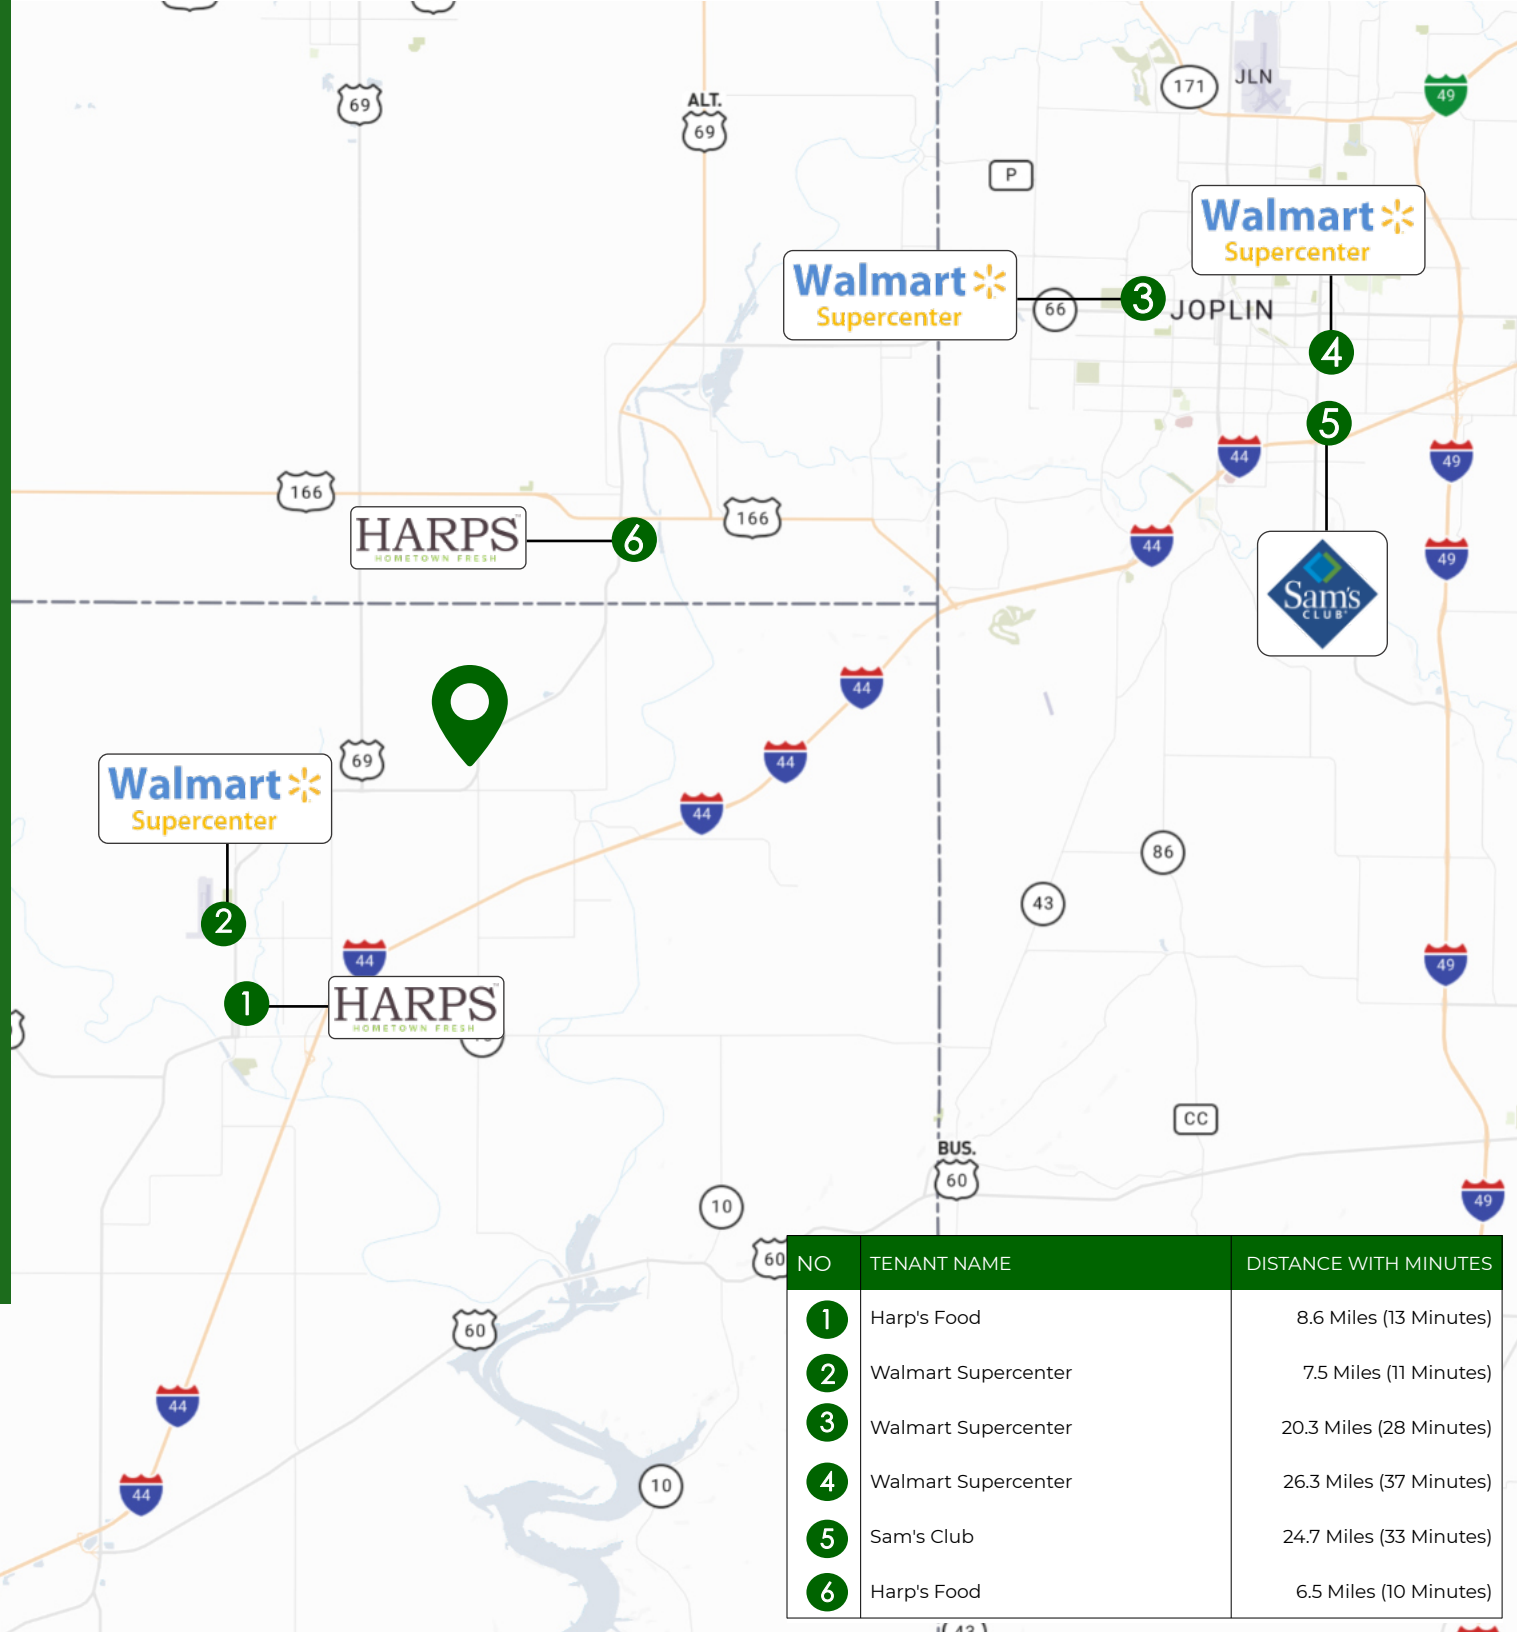 171
JLN
49
69
ALT.
69
P
Walmart
Supercenter
Walmart
Supercenter
3
66
JOPLIN
4
5
44
49
166
166
HARPS
HOMETOWN FRESH
6
44
49
Sam's
CLUB
44
69
44
Walmart
Supercenter
44
86
43
2
44
49
1
HARPS
HOMETOWN FRESH
CC
BUS.
60
10
49
60
60
44
10
44
NO TENANT NAME DISTANCE WITH MINUTES
1 Harp's Food 8.6 Miles (13 Minutes)
2 Walmart Supercenter 7.5 Miles (11 Minutes)
3 Walmart Supercenter 20.3 Miles (28 Minutes)
4 Walmart Supercenter 26.3 Miles (37 Minutes)
5 Sam's Club 24.7 Miles (33 Minutes)
6 Harp's Food 6.5 Miles (10 Minutes)
43